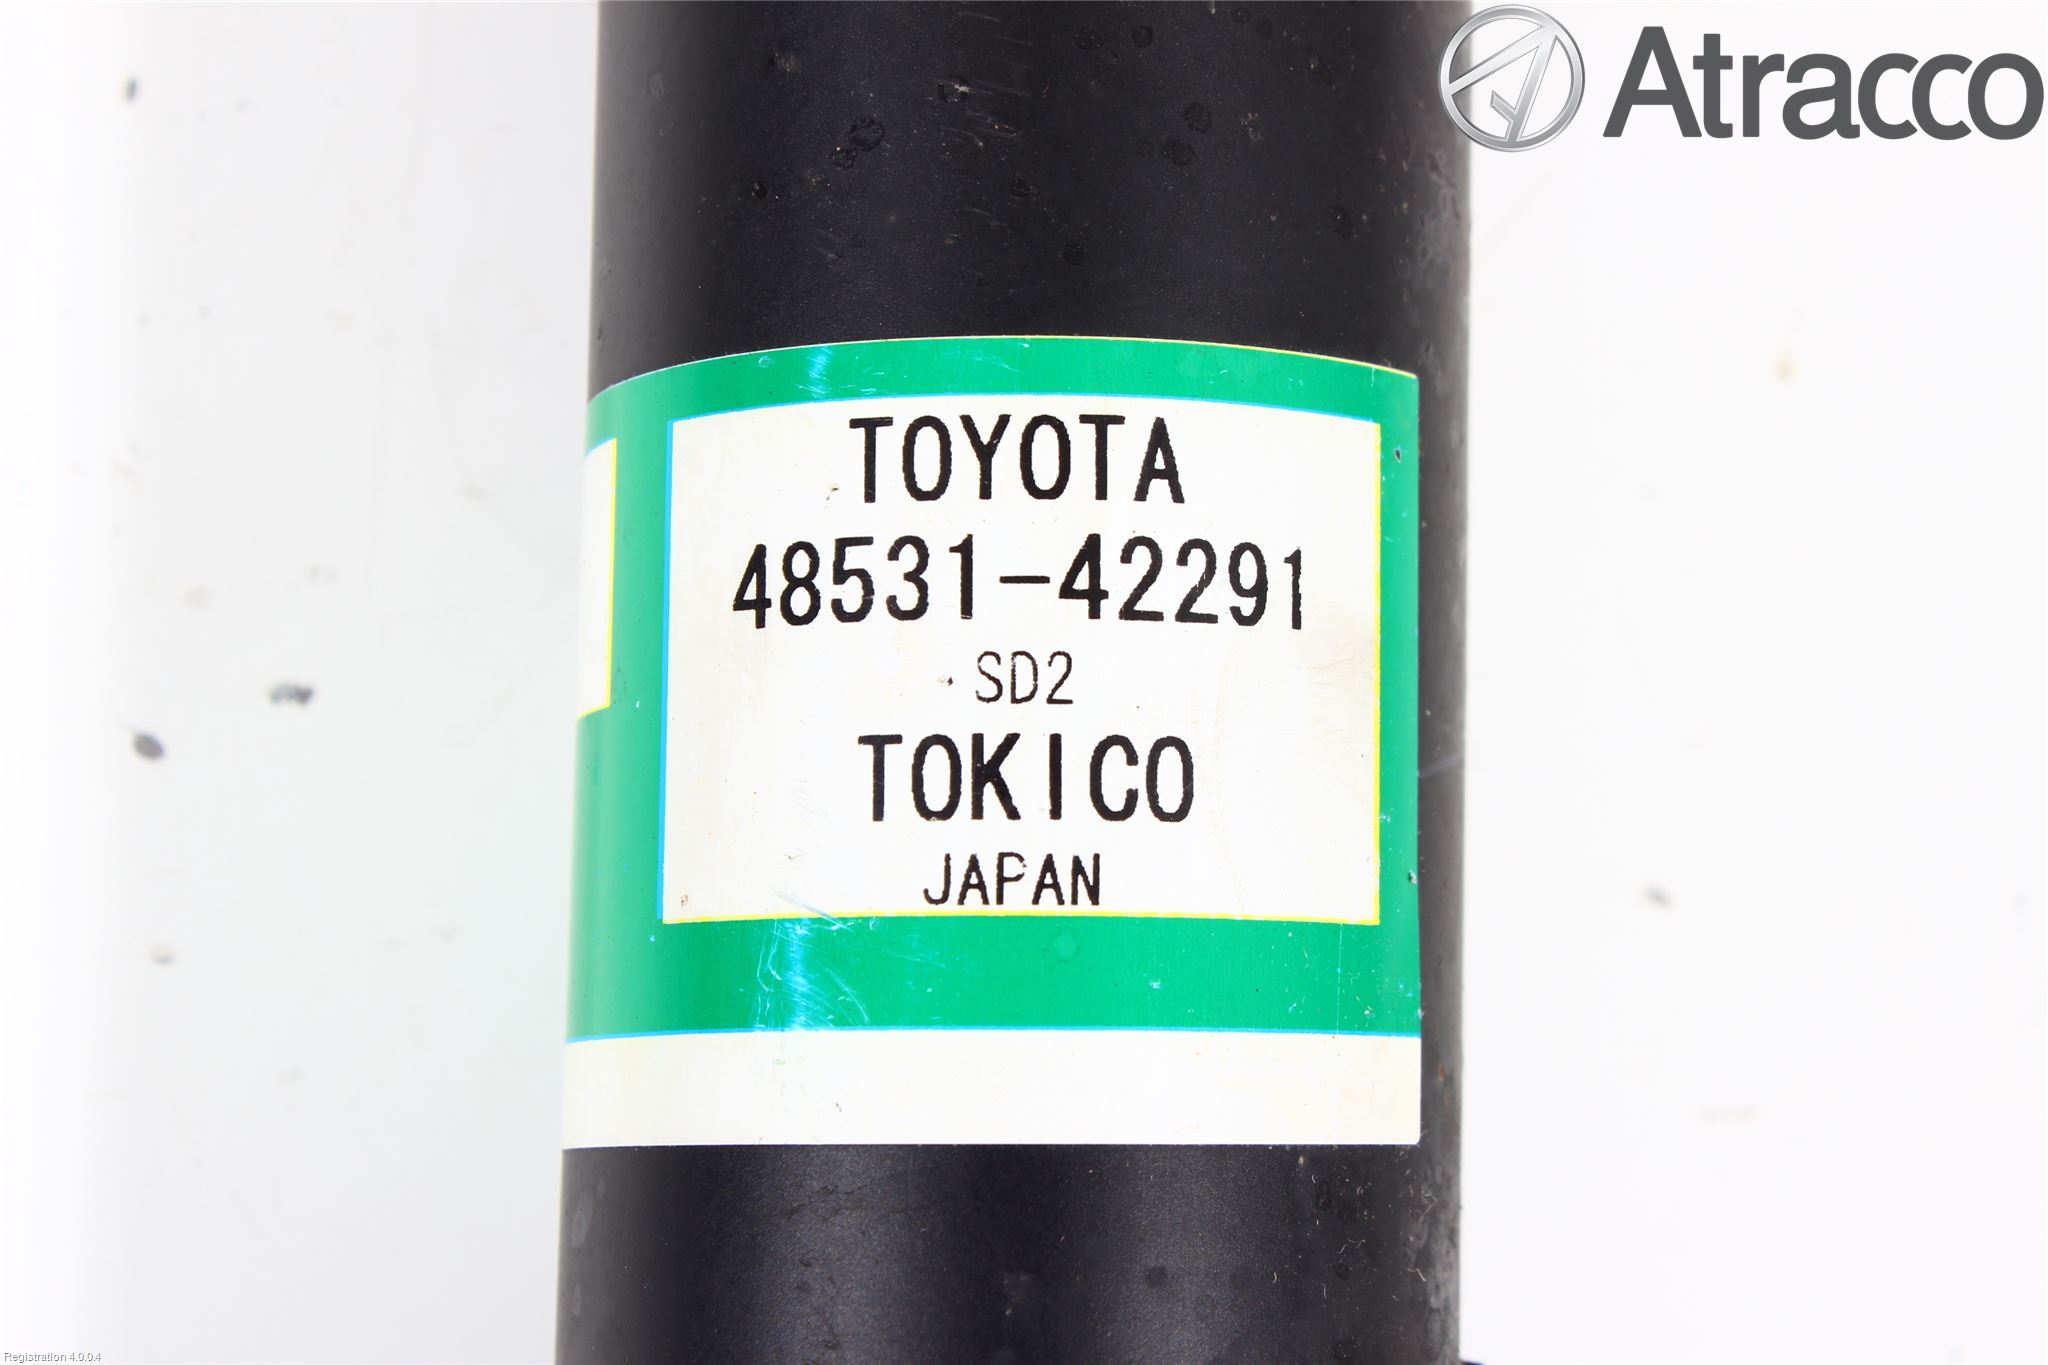 Atracco
TOYOTA
48531-42291
SD2
TOKICO
JAPAN
Registration 4.0.0.4